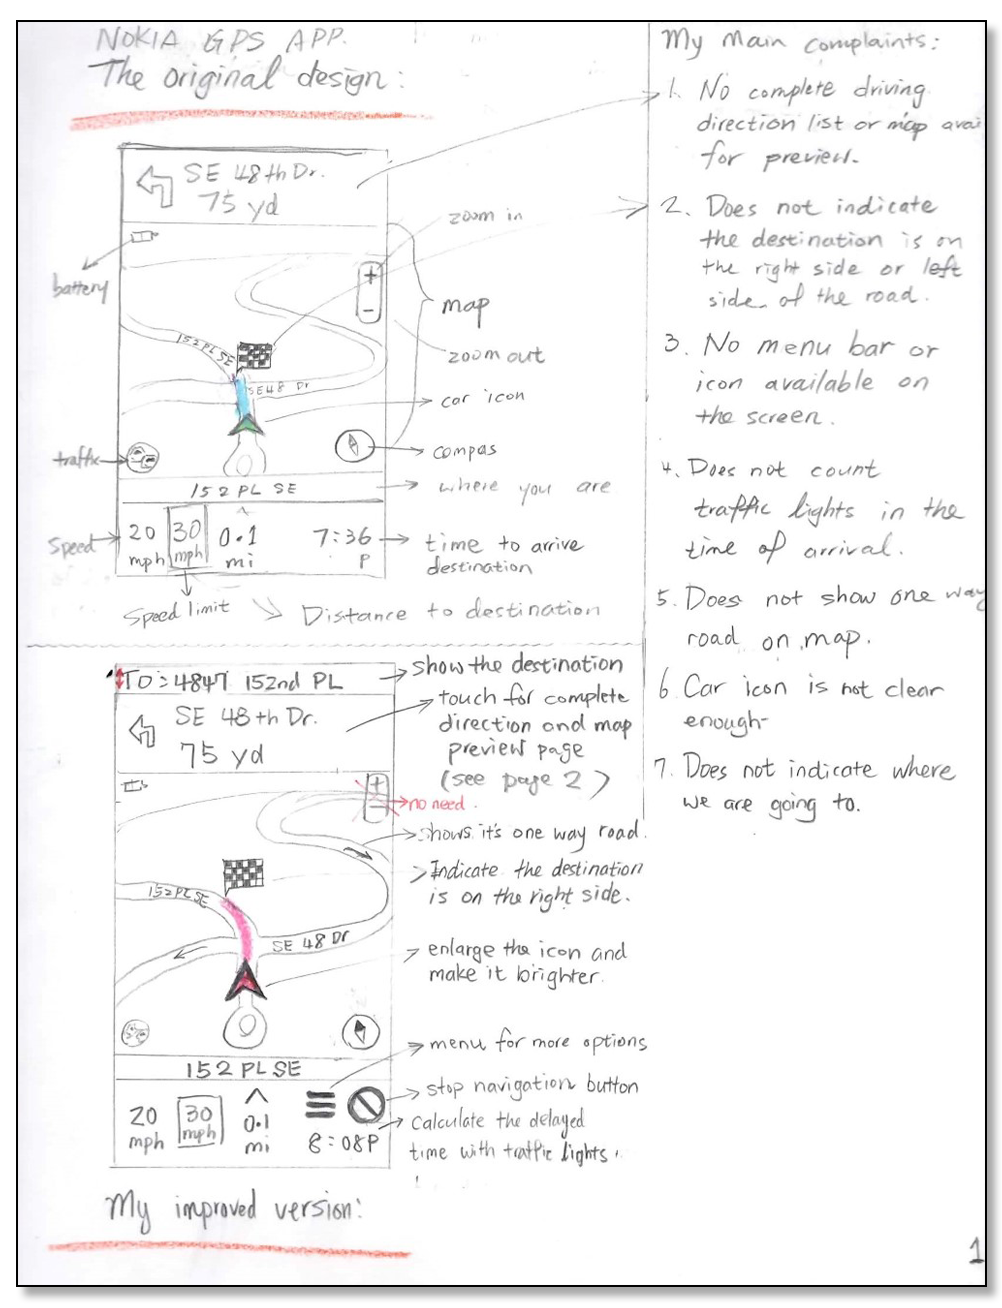 NOKIA GPS APP.
The original design:
SE 48th Dr.
75 yd
battery
zoom in
+
−
map
zoom out
152 PL SE
SE 48 Dr
car icon
traffic
compas
152 PL SE
where you are
Speed
20
mph
30
mph
0.1
mi
7:36
P
time to arrive
destination
Speed limit
Distance to destination
My Main complaints:
1. No complete driving
direction list or map avai
for preview.
2. Does not indicate
the destination is on
the right side or left
side of the road.
3. No menu bar or
icon available on
the screen.
4. Does not count
traffic lights in the
time of arrival.
5. Does not show one way
road on map.
6. Car icon is not clear
enough
7. Does not indicate where
we are going to.
TO: 4847 152nd PL
show the destination
SE 48th Dr.
75 yd
touch for complete
direction and map
preview page
(see page 2)
+
−
no need.
shows it's one way road.
Indicate the destination
is on the right side.
152 PL SE
SE 48 Dr
enlarge the icon and
make it brighter.
menu for more options
152 PL SE
stop navigation button
20
mph
30
mph
0.1
mi
8:08P
Calculate the delayed
time with traffic lights.
My improved version:
1